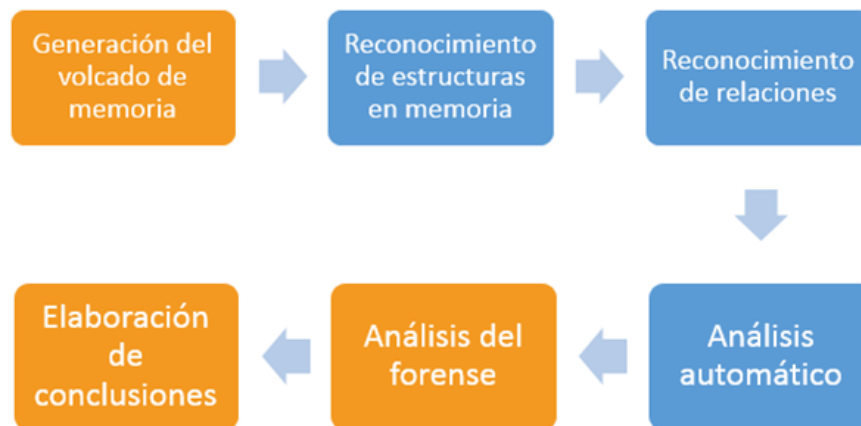 Generación del
volcado de
memoria
Reconocimiento
de estructuras
en memoria
Reconocimiento
de relaciones
Análisis
automático
Análisis del
forense
Elaboración
de
conclusiones